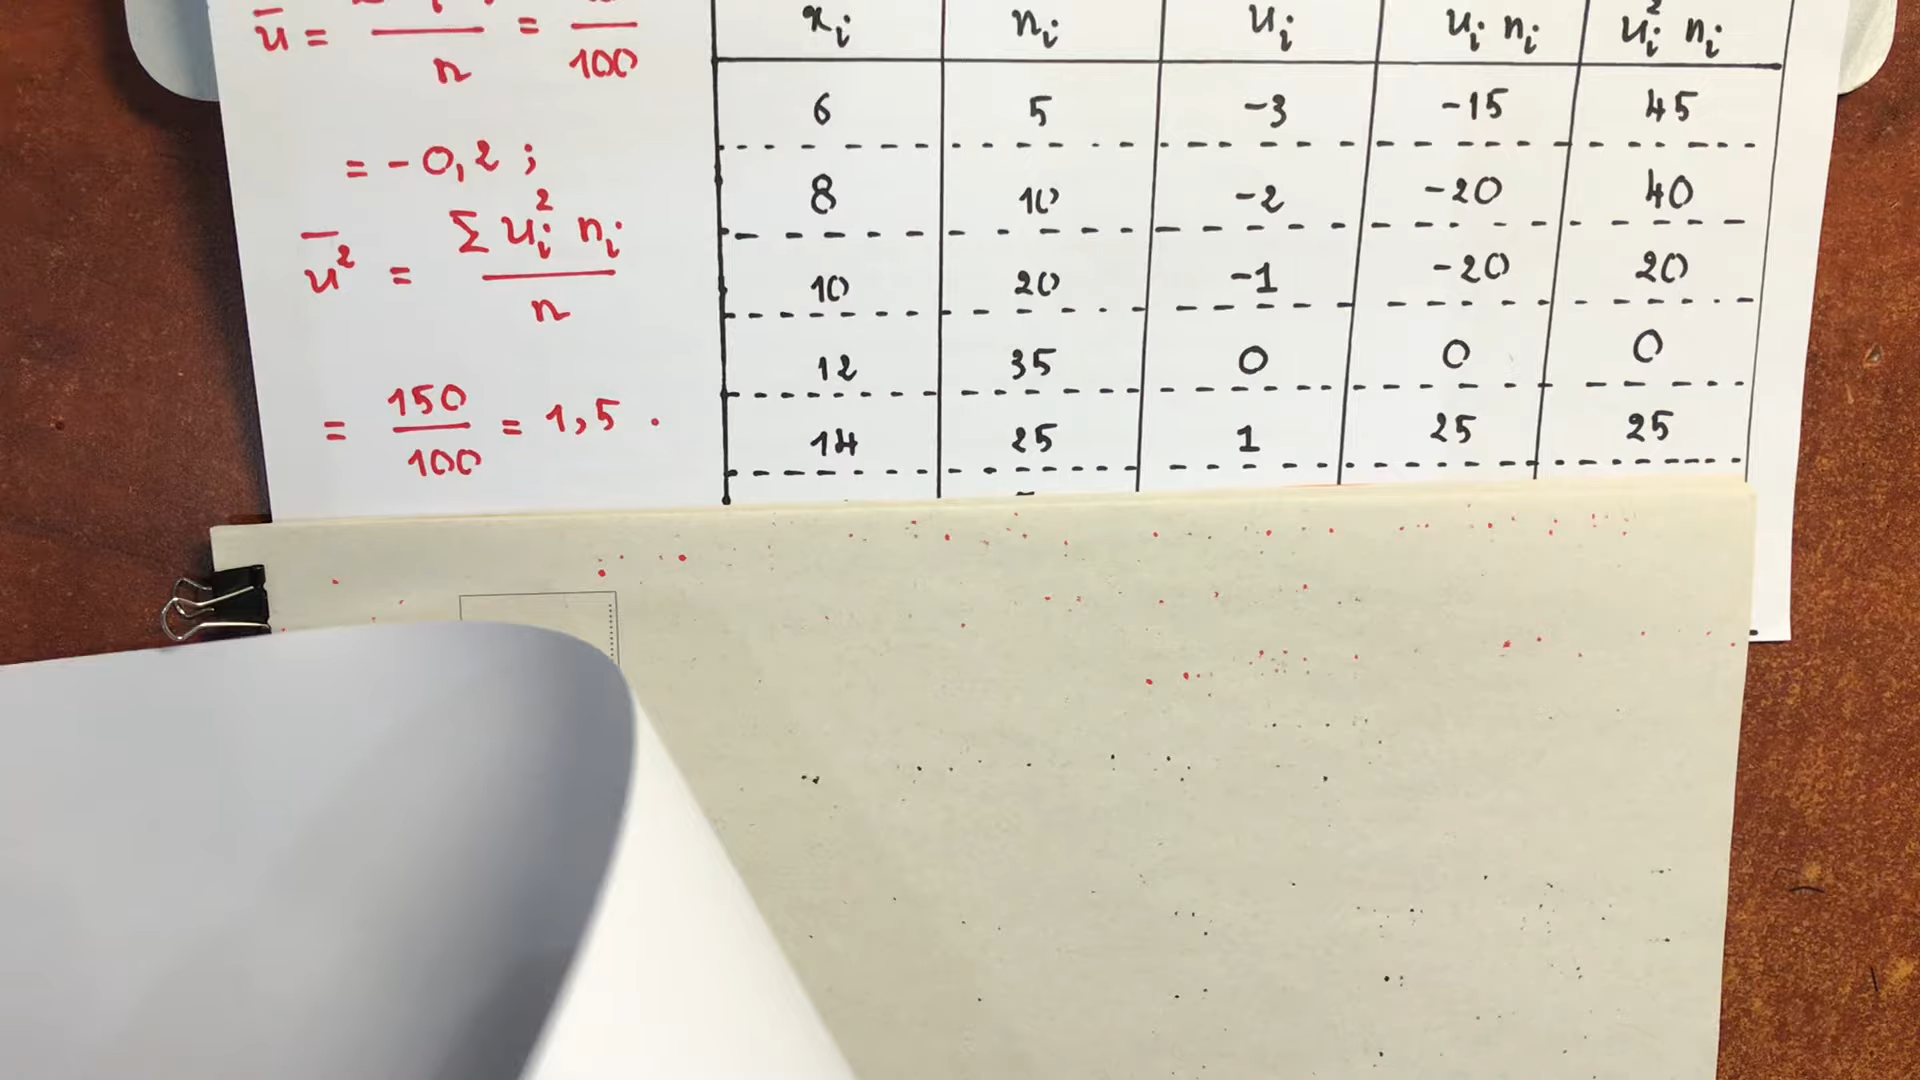 ū = ― / n = ― / 100
= -0,2 ;
u̅² = Σ uᵢ² nᵢ / n
= 150 / 100 = 1,5 .
xᵢ nᵢ uᵢ uᵢ nᵢ uᵢ² nᵢ
6 5 -3 -15 45
8 10 -2 -20 40
10 20 -1 -20 20
12 35 0 0 0
14 25 1 25 25